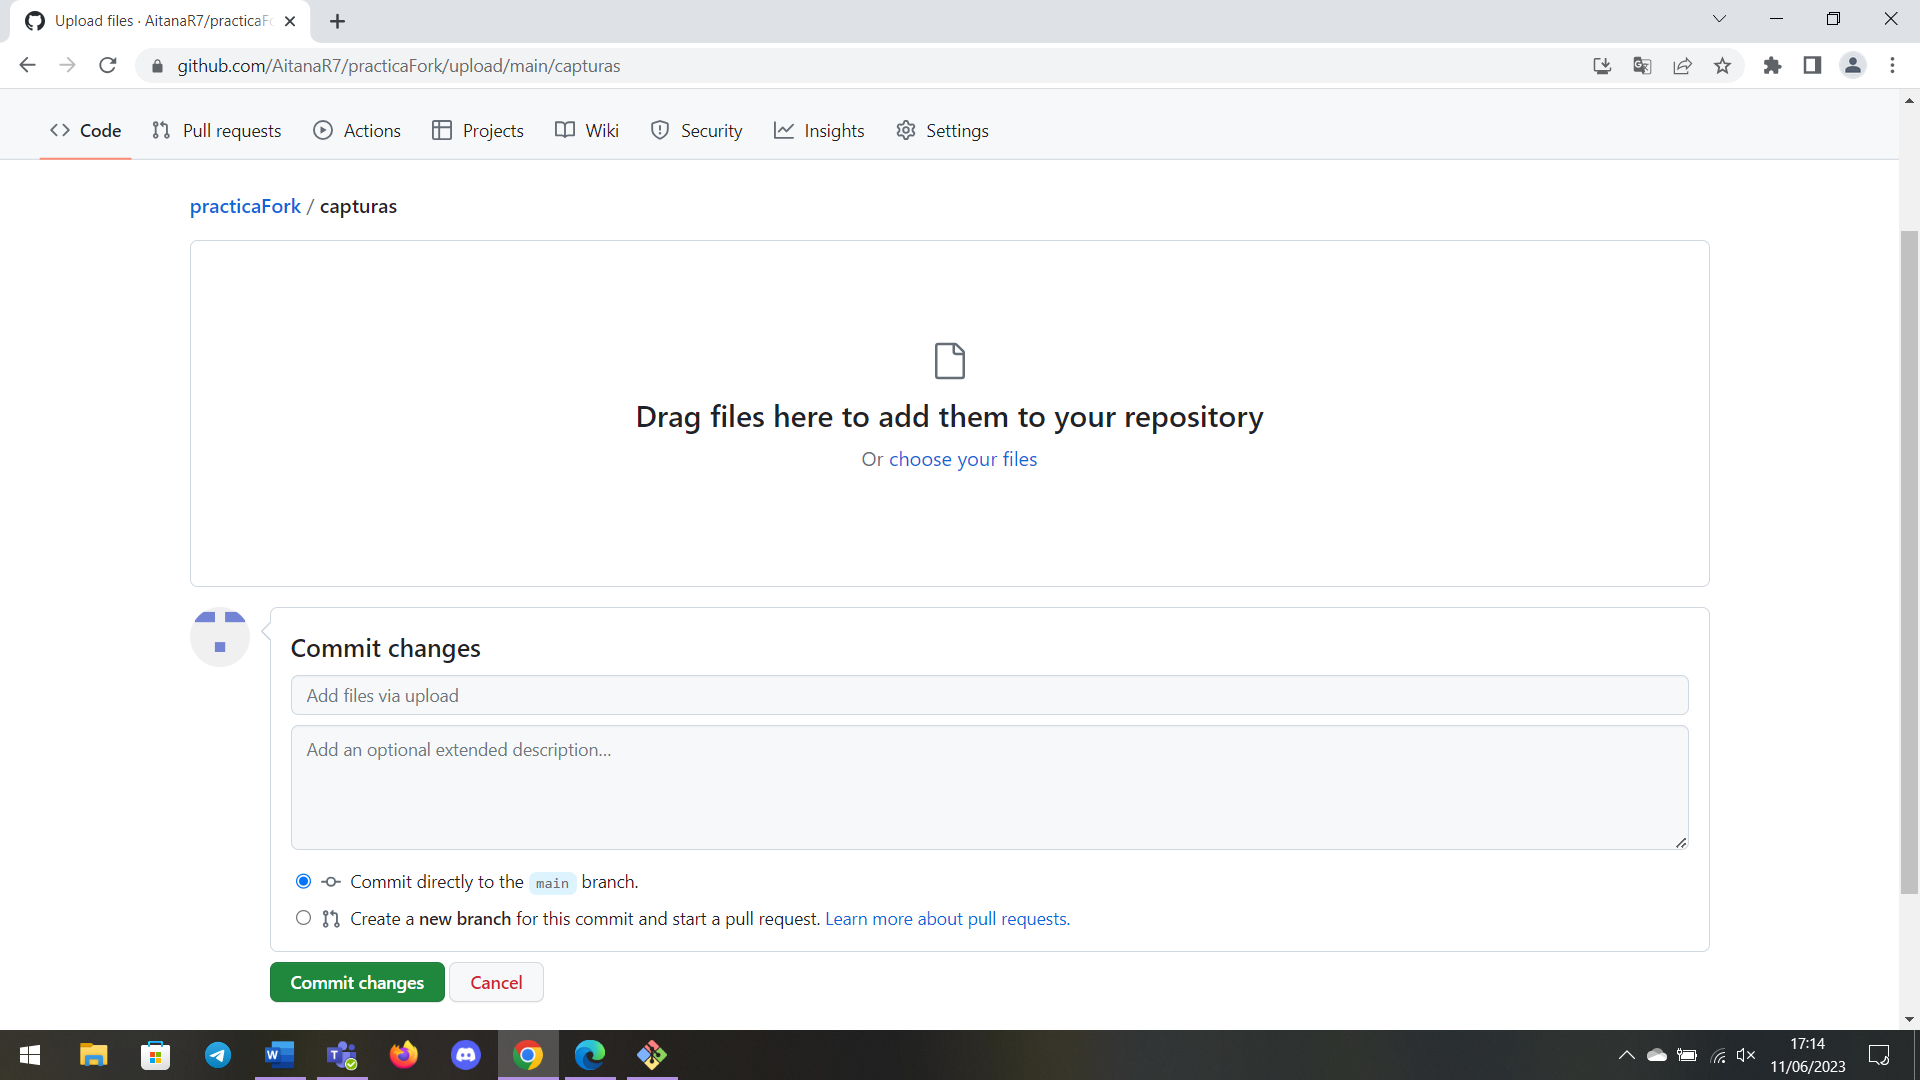 Upload files · AitanaR7/practicaFo
github.com/AitanaR7/practicaFork/upload/main/capturas
Code Pull requests Actions Projects Wiki Security Insights Settings
practicaFork / capturas
Drag files here to add them to your repository
Or choose your files
Commit changes
Add files via upload
Add an optional extended description...
Commit directly to the main branch.
Create a new branch for this commit and start a pull request. Learn more about pull requests.
Commit changes Cancel
17:14
11/06/2023